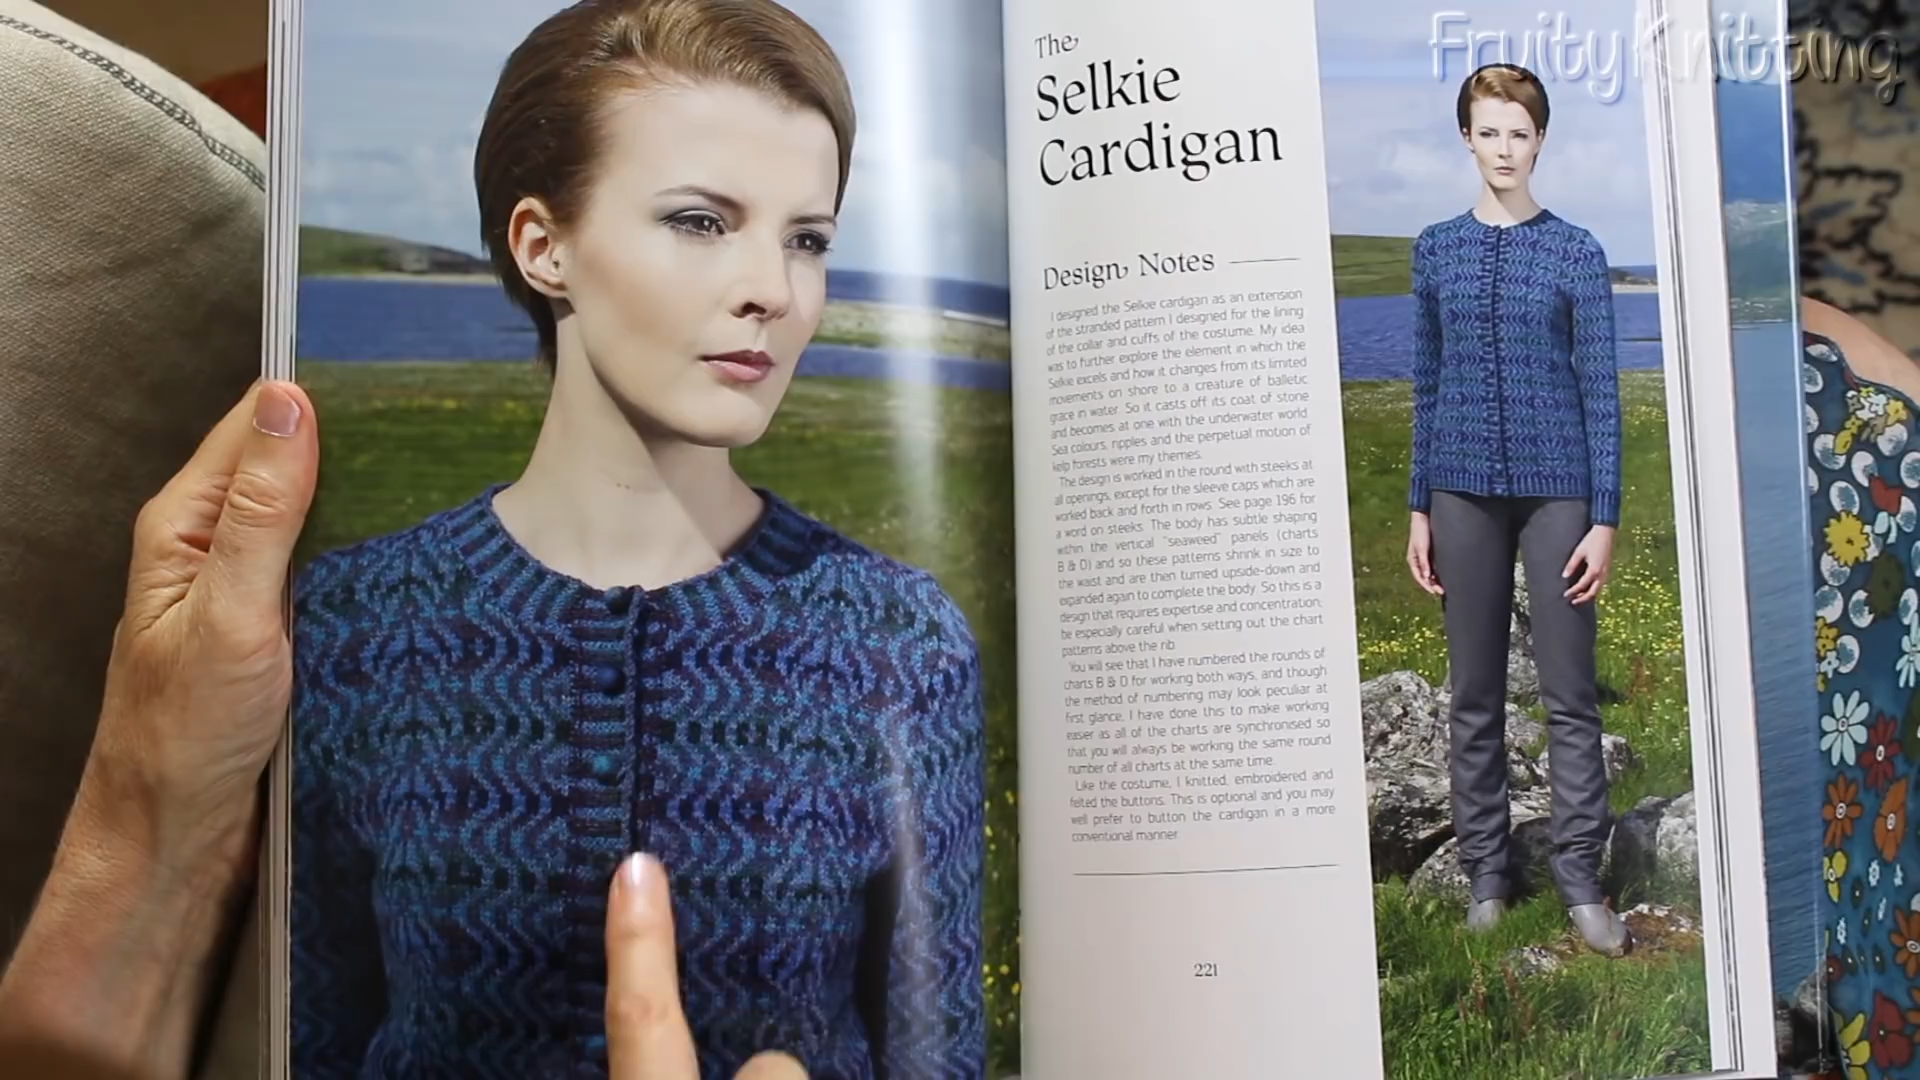 Fruity Knitting
The
Selkie
Cardigan
Design Notes
I designed the Selkie cardigan as an extension
of the stranded pattern I designed for the lining
of the collar and cuffs of the costume. My idea
was to further explore the element in which the
Selkie excels and how it changes from its limited
movements on shore to a creature of balletic
grace in water. So it casts off its coat of stone
and becomes at one with the underwater world.
Sea colours, ripples and the perpetual motion of
kelp forests were my themes.
The design is worked in the round with steeks at
all openings, except for the sleeve caps which are
worked back and forth in rows. See page 196 for
a word on steeks. The body has subtle shaping
within the vertical "seaweed" panels (charts
B & D) and so these patterns shrink in size to
the waist and are then turned upside-down and
expanded again to complete the body. So this is a
design that requires expertise and concentration;
be especially careful when setting out the chart
patterns above the rib.
You will see that I have numbered the rounds of
charts B & D for working both ways, and though
the method of numbering may look peculiar at
first glance, I have done this to make working
easier as all of the charts are synchronised so
that you will always be working the same round
number of all charts at the same time.
Like the costume, I knitted, embroidered and
felted the buttons. This is optional and you may
well prefer to button the cardigan in a more
conventional manner.
221